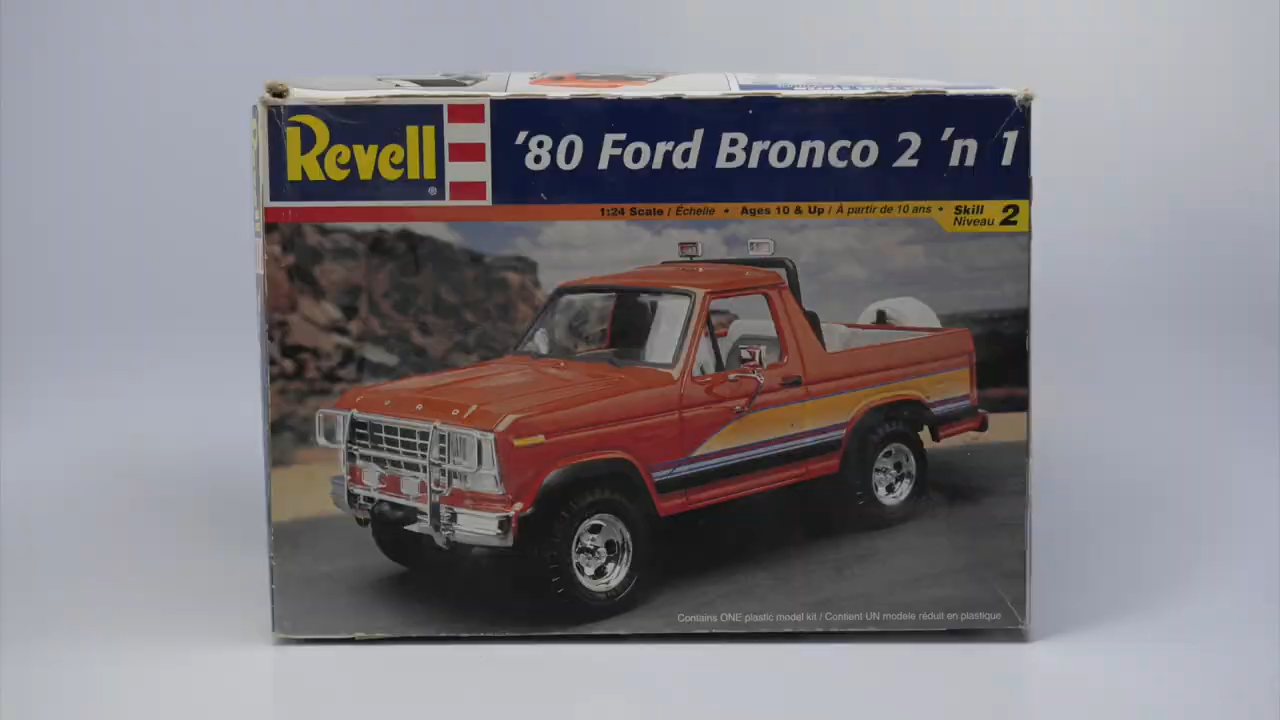 Revell®
'80 Ford Bronco 2 'n 1
1:24 Scale / Échelle • Ages 10 & Up / À partir de 10 ans •
Skill 2
Niveau
FORD
Contains ONE plastic model kit / Contient UN modele réduit en plastique